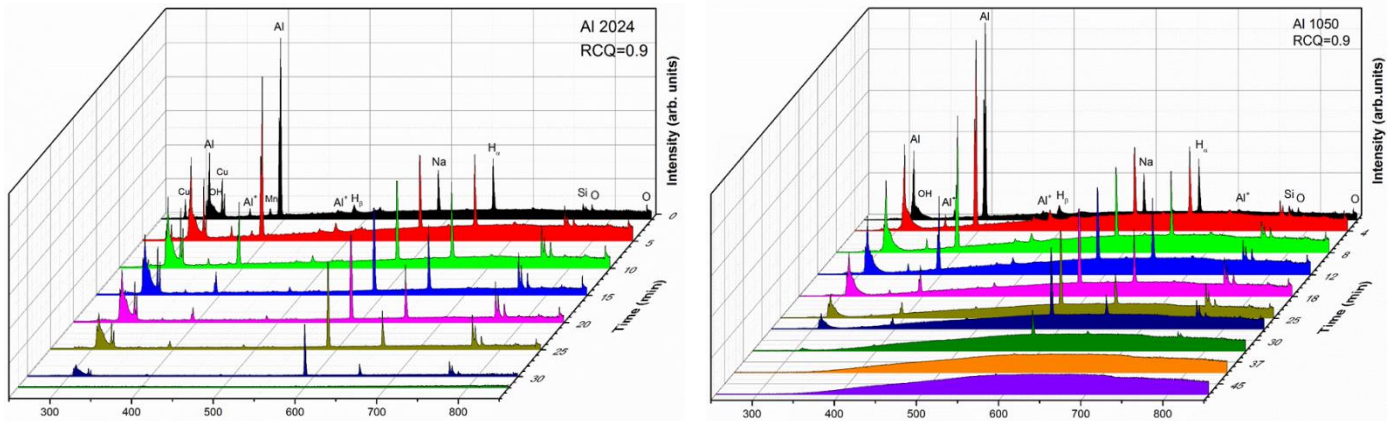 Al 2024
RCQ=0.9
Al
Al
Cu
OH
Cu
Al⁺
Mn
Al⁺
Hβ
Na
Hα
Si
O
O
Intensity (arb. units)
0
5
10
15
20
25
30
Time (min)
300 400 500 600 700 800
Al 1050
RCQ=0.9
Al
Al
OH
Al⁺
Al⁺
Hβ
Na
Hα
Al⁺
Si
O
O
Intensity (arb.units)
4
8
12
18
25
37
45
Time (min)
300 400 500 600 700 800